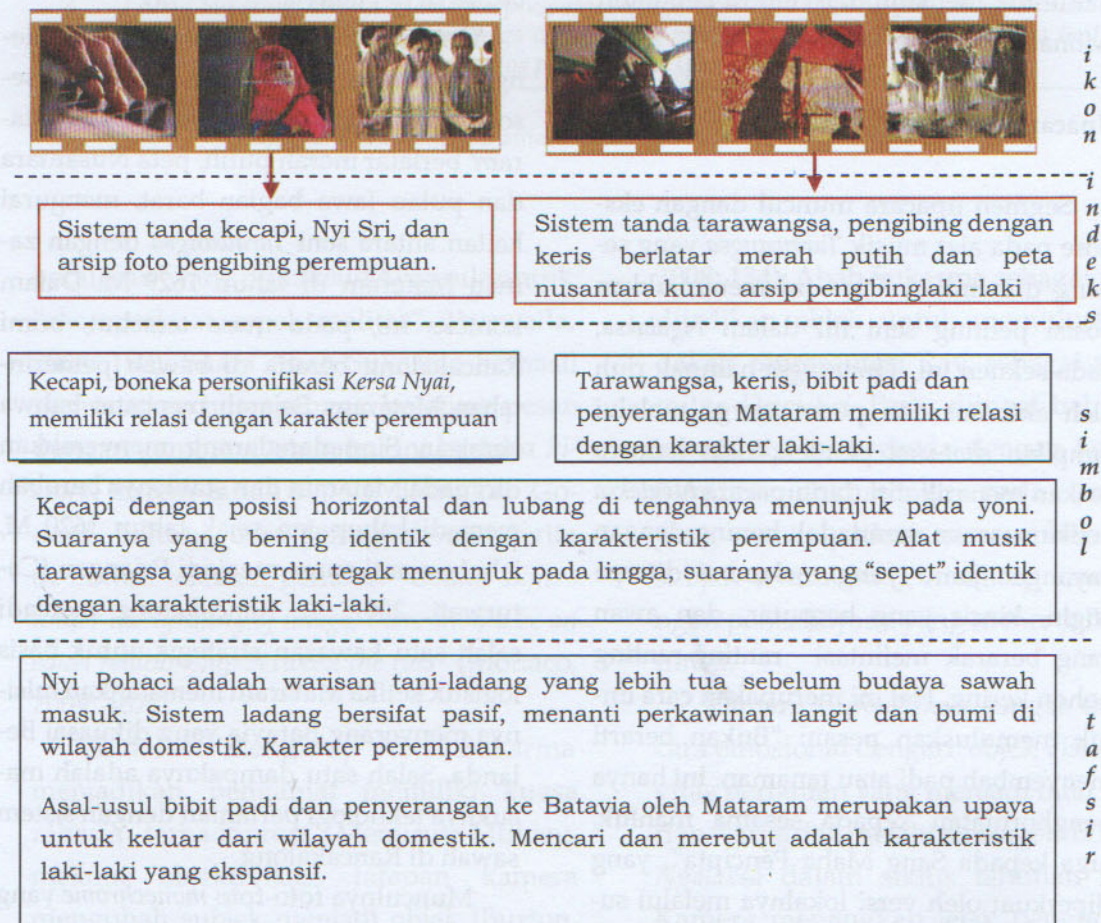 ikon
indeks
Sistem tanda kecapi, Nyi Sri, dan
arsip foto pengibing perempuan.
Sistem tanda tarawangsa, pengibing dengan
keris berlatar merah putih dan peta
nusantara kuno, arsip pengibinglaki-laki
simbol
Kecapi, boneka personifikasi Kersa Nyai,
memiliki relasi dengan karakter perempuan
Tarawangsa, keris, bibit padi dan
penyerangan Mataram memiliki relasi
dengan karakter laki-laki.
Kecapi dengan posisi horizontal dan lubang di tengahnya menunjuk pada yoni.
Suaranya yang bening identik dengan karakteristik perempuan. Alat musik
tarawangsa yang berdiri tegak menunjuk pada lingga, suaranya yang “sepet” identik
dengan karakteristik laki-laki.
tafsir
Nyi Pohaci adalah warisan tani-ladang yang lebih tua sebelum budaya sawah
masuk. Sistem ladang bersifat pasif, menanti perkawinan langit dan bumi di
wilayah domestik. Karakter perempuan.
Asal-usul bibit padi dan penyerangan ke Batavia oleh Mataram merupakan upaya
untuk keluar dari wilayah domestik. Mencari dan merebut adalah karakteristik
laki-laki yang ekspansif.